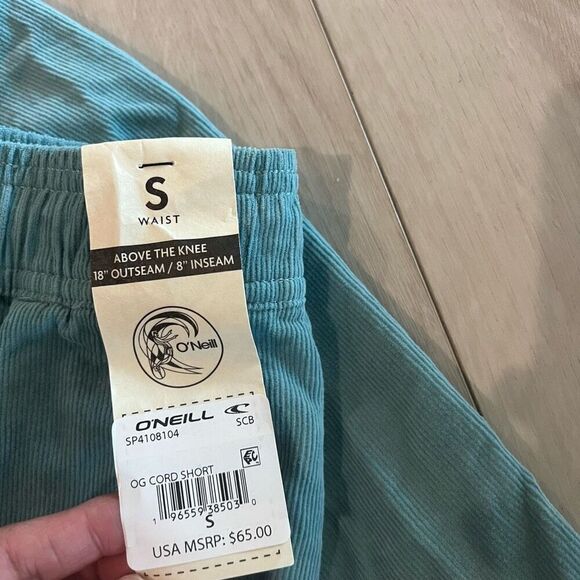 S
WAIST
ABOVE THE KNEE
18" OUTSEAM / 8" INSEAM
O'Neill
O'NEILL
SP4108104 SCB
OG CORD SHORT
1 96559 38503 0
S
USA MSRP: $65.00